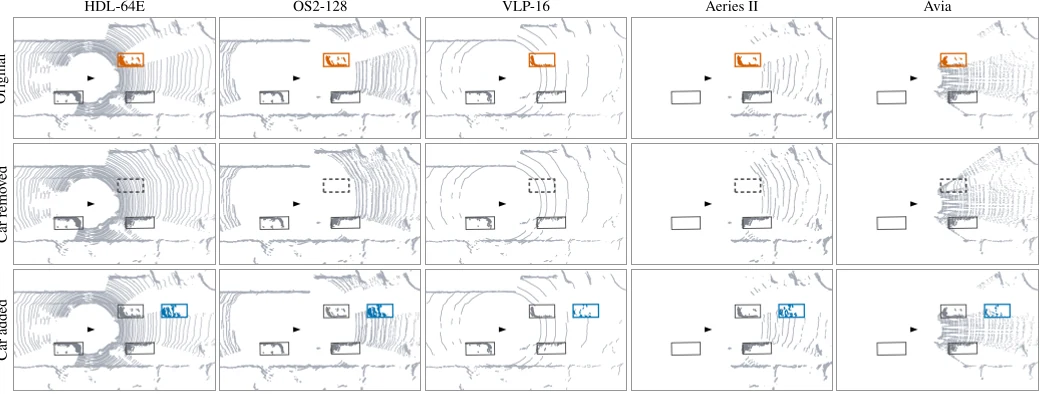 HDL-64E OS2-128 VLP-16 Aeries II Avia
Original
Car removed
Car added